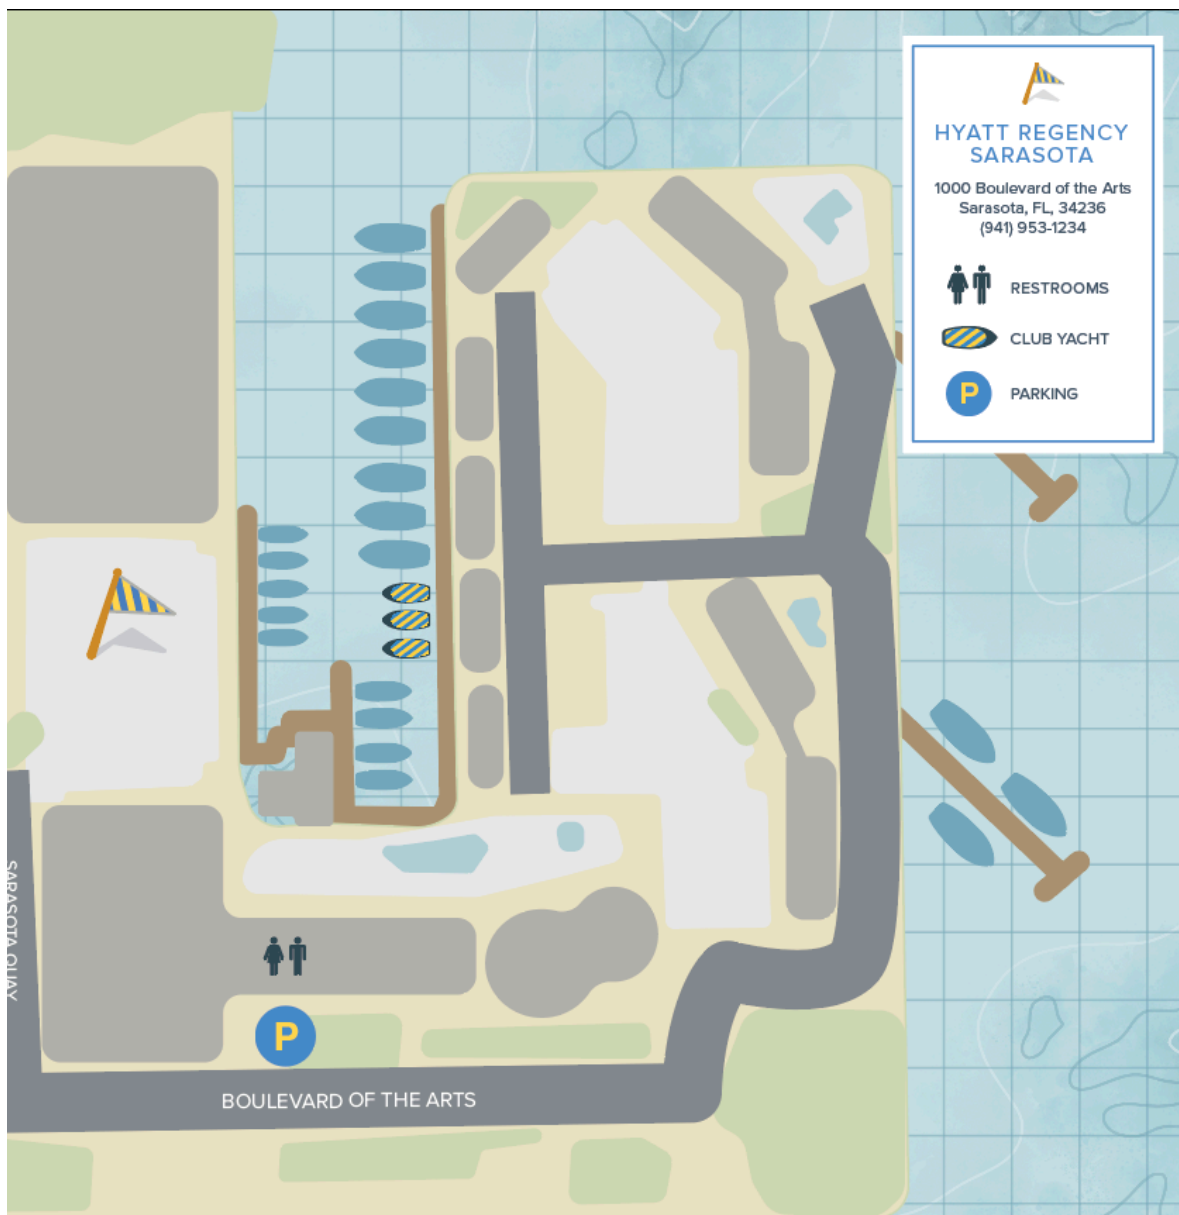 HYATT REGENCY
SARASOTA
1000 Boulevard of the Arts
Sarasota, FL, 34236
(941) 953-1234
RESTROOMS
CLUB YACHT
P PARKING
SARASOTA QUAY
P
BOULEVARD OF THE ARTS